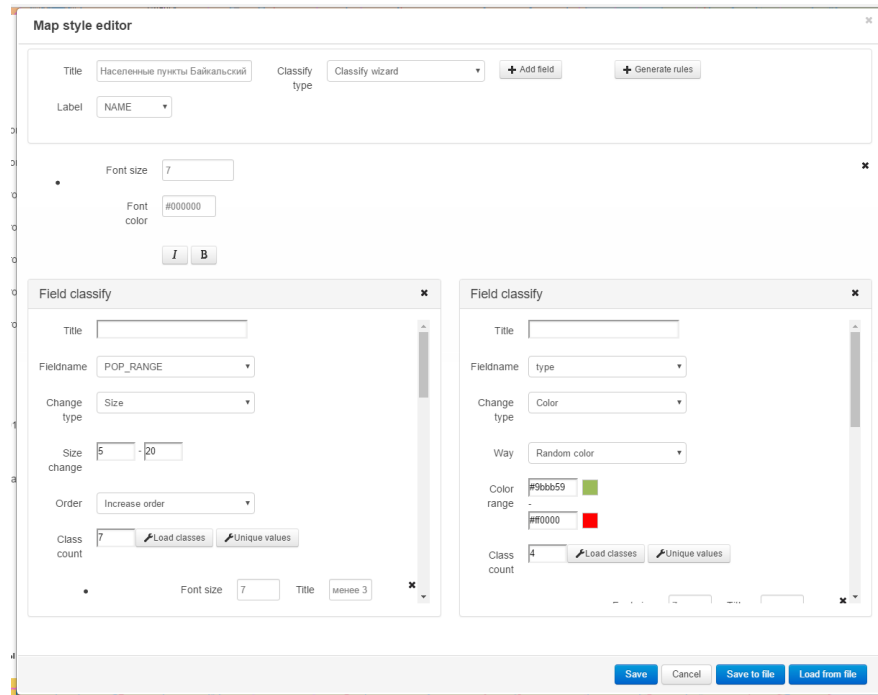 Map style editor
Title Населенные пункты Байкальский Classify type Classify wizard Add field Generate rules
Label NAME
Font size 7
Font color #000000
I B
Field classify
Title
Fieldname POP_RANGE
Change type Size
Size change 5 - 20
Order Increase order
Class count 7 Load classes Unique values
Font size 7 Title менее 3
Field classify
Title
Fieldname type
Change type Color
Way Random color
Color range #9bbb59
-
#ff0000
Class count 4 Load classes Unique values
Save Cancel Save to file Load from file